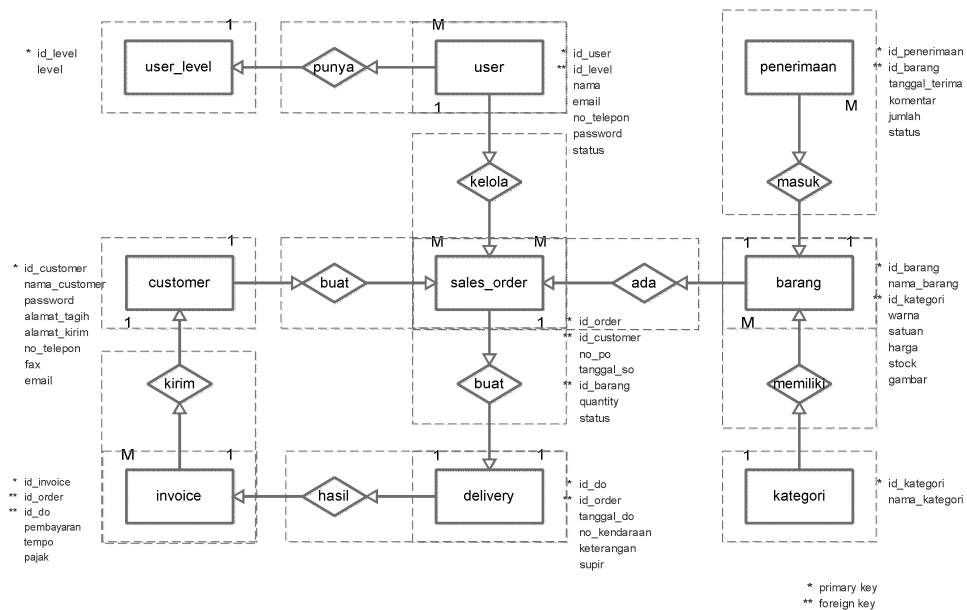 1
M
* id_level
level
user_level
punya
user
* id_user
** id_level
nama
email
no_telepon
password
status
1
penerimaan
M
* id_penerimaan
** id_barang
tanggal_terima
komentar
jumlah
status
kelola
masuk
1
M
M
1
1
* id_customer
nama_customer
password
alamat_tagih
alamat_kirim
no_telepon
fax
email
customer
1
buat
sales_order
1
ada
barang
M
* id_barang
nama_barang
** id_kategori
warna
satuan
harga
stock
gambar
* id_order
** id_customer
no_po
tanggal_so
** id_barang
quantity
status
kirim
buat
memiliki
M
1
1
1
1
* id_invoice
** id_order
** id_do
pembayaran
tempo
pajak
invoice
hasil
delivery
* id_do
** id_order
tanggal_do
no_kendaraan
keterangan
supir
kategori
* id_kategori
nama_kategori
* primary key
** foreign key